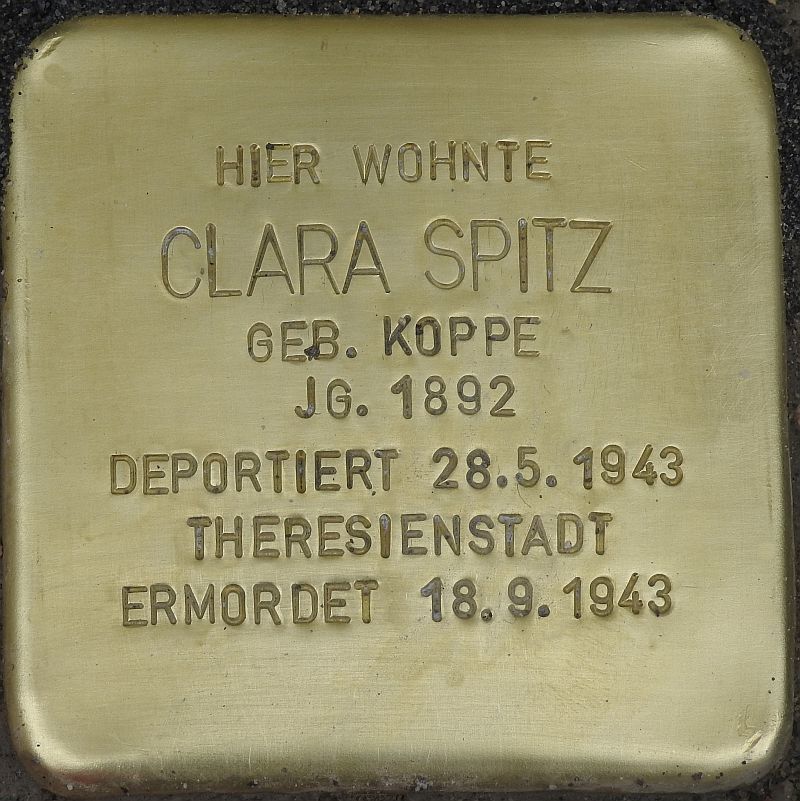 HIER WOHNTE
CLARA SPITZ
GEB. KOPPE
JG. 1892
DEPORTIERT 28.5.1943
THERESIENSTADT
ERMORDET 18.9.1943